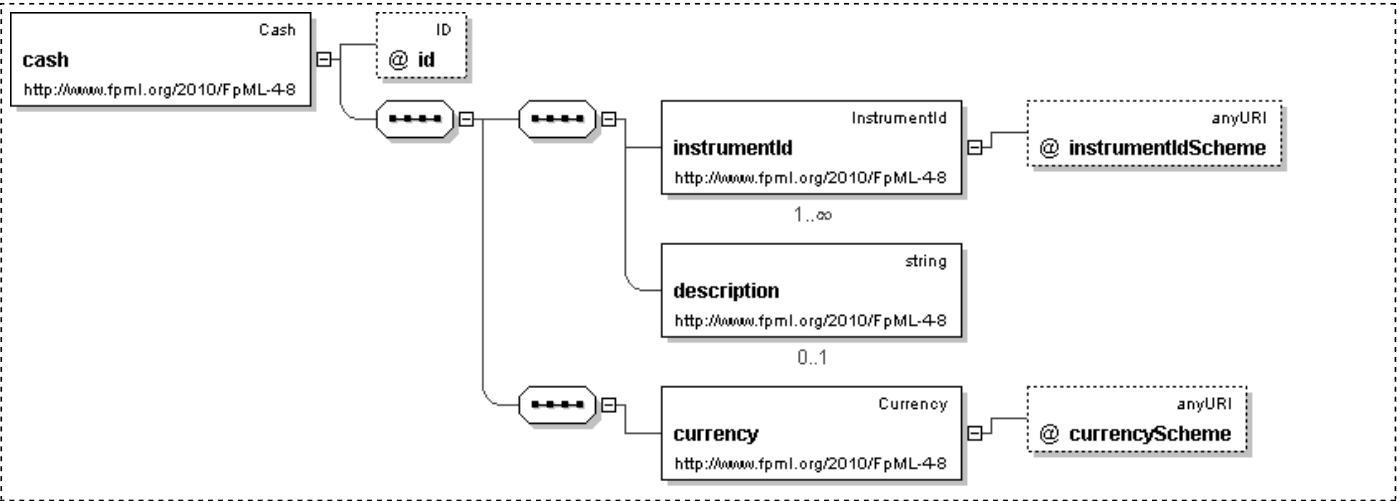 Cash
cash
http://www.fpml.org/2010/FpML-4-8
ID
@ id
InstrumentId
instrumentId
http://www.fpml.org/2010/FpML-4-8
1..∞
anyURI
@ instrumentIdScheme
string
description
http://www.fpml.org/2010/FpML-4-8
0..1
Currency
currency
http://www.fpml.org/2010/FpML-4-8
anyURI
@ currencyScheme